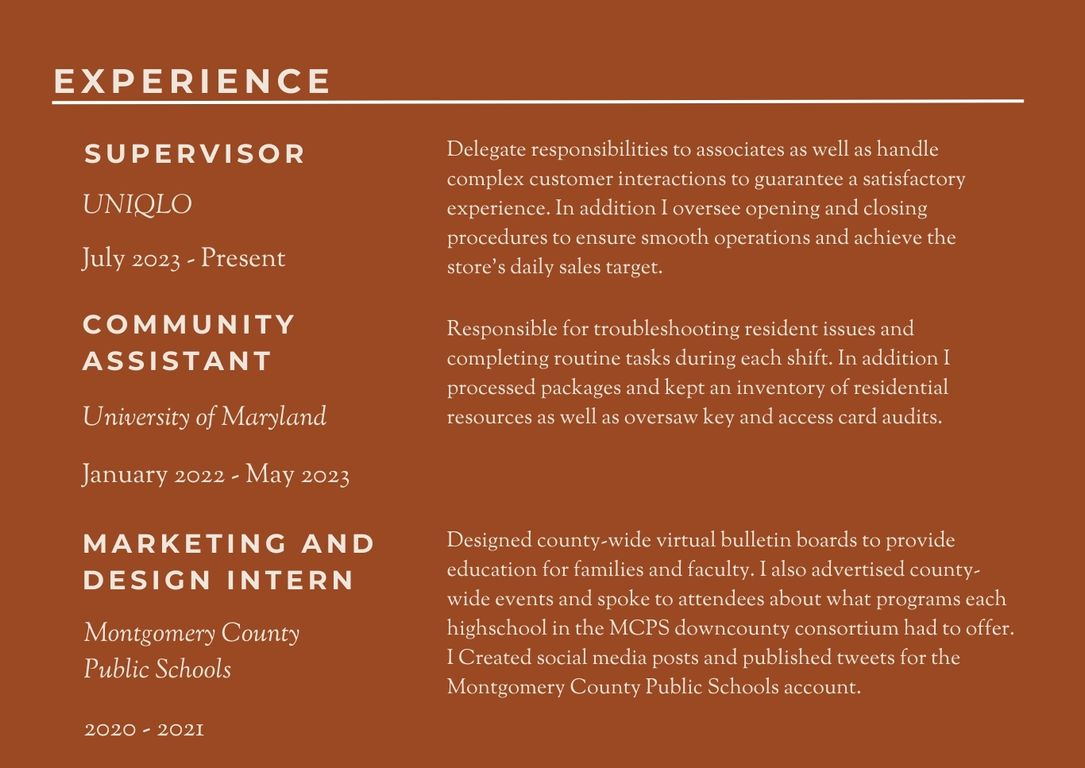 EXPERIENCE
SUPERVISOR
UNIQLO
July 2023 - Present
Delegate responsibilities to associates as well as handle
complex customer interactions to guarantee a satisfactory
experience. In addition I oversee opening and closing
procedures to ensure smooth operations and achieve the
store's daily sales target.
COMMUNITY
ASSISTANT
University of Maryland
January 2022 - May 2023
Responsible for troubleshooting resident issues and
completing routine tasks during each shift. In addition I
processed packages and kept an inventory of residential
resources as well as oversaw key and access card audits.
MARKETING AND
DESIGN INTERN
Montgomery County
Public Schools
2020 - 2021
Designed county-wide virtual bulletin boards to provide
education for families and faculty. I also advertised county-
wide events and spoke to attendees about what programs each
highschool in the MCPS downcounty consortium had to offer.
I Created social media posts and published tweets for the
Montgomery County Public Schools account.